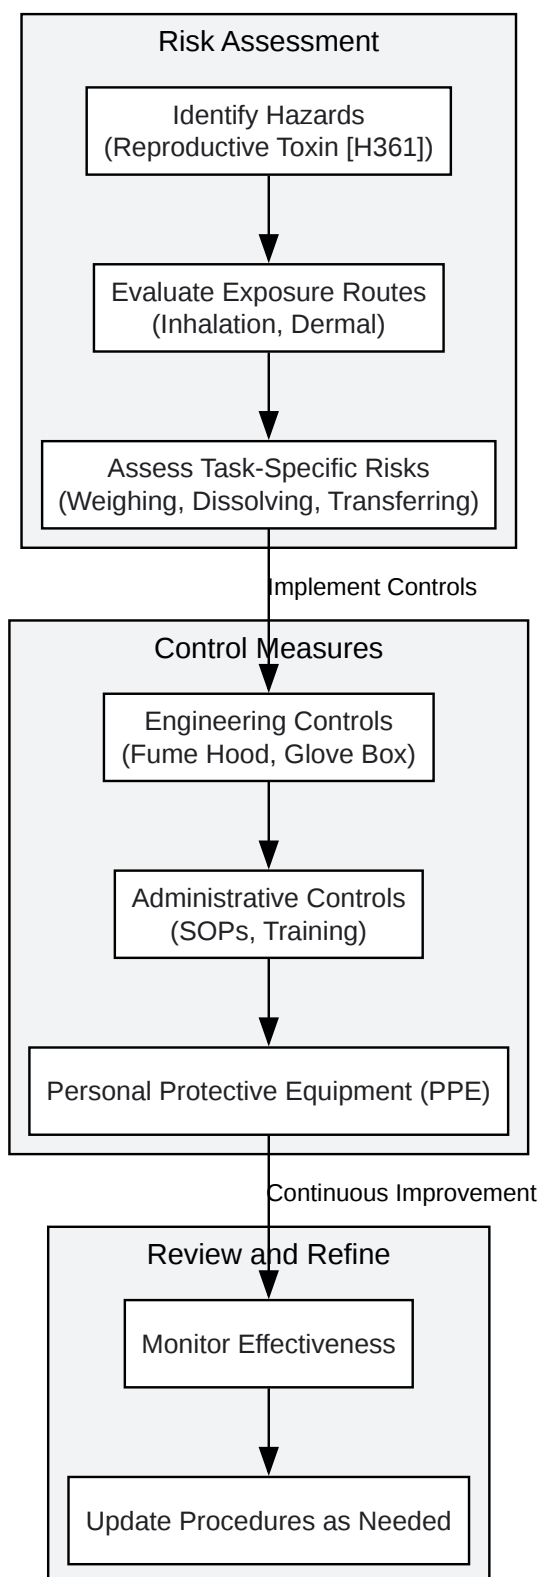 Risk Assessment
Identify Hazards
(Reproductive Toxin [H361])
Evaluate Exposure Routes
(Inhalation, Dermal)
Assess Task-Specific Risks
(Weighing, Dissolving, Transferring)
Implement Controls
Control Measures
Engineering Controls
(Fume Hood, Glove Box)
Administrative Controls
(SOPs, Training)
Personal Protective Equipment (PPE)
Continuous Improvement
Review and Refine
Monitor Effectiveness
Update Procedures as Needed